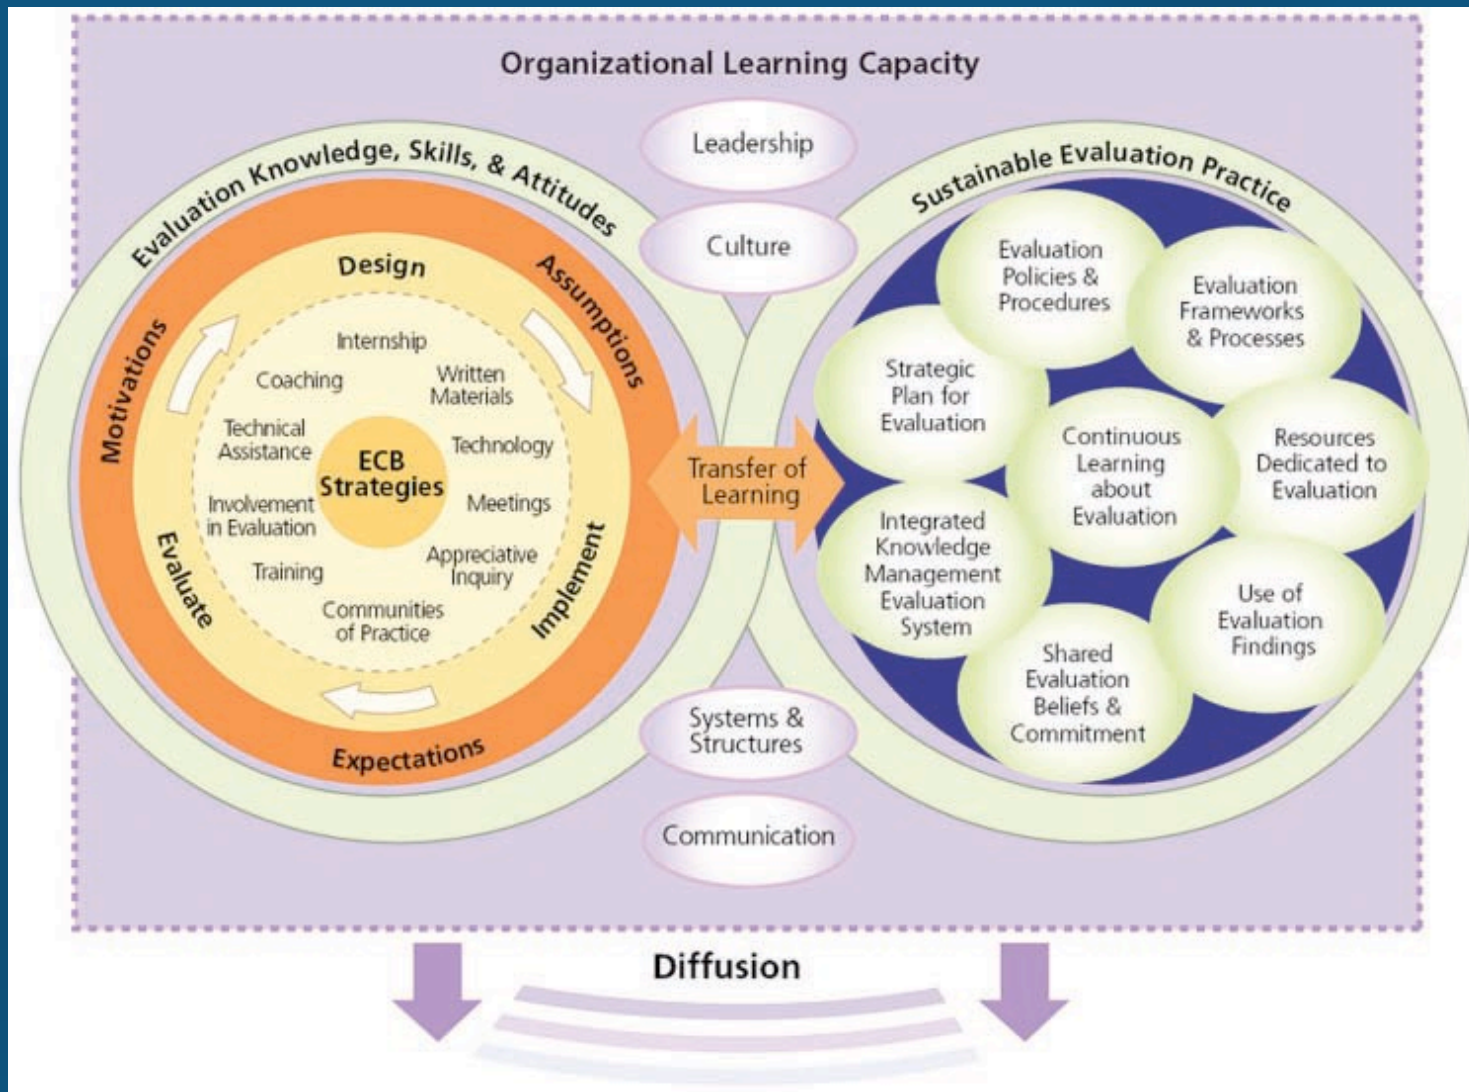 Organizational Learning Capacity
Leadership
Culture
Evaluation Knowledge, Skills, & Attitudes
Motivations
Assumptions
Expectations
Design
Implement
Evaluate
Internship
Coaching
Written
Materials
Technical
Assistance
Technology
ECB
Strategies
Involvement
in Evaluation
Meetings
Training
Appreciative
Inquiry
Communities
of Practice
Transfer of
Learning
Sustainable Evaluation Practice
Evaluation
Policies &
Procedures
Evaluation
Frameworks
& Processes
Strategic
Plan for
Evaluation
Continuous
Learning
about
Evaluation
Resources
Dedicated to
Evaluation
Integrated
Knowledge
Management
Evaluation
System
Use of
Evaluation
Findings
Shared
Evaluation
Beliefs &
Commitment
Systems &
Structures
Communication
Diffusion